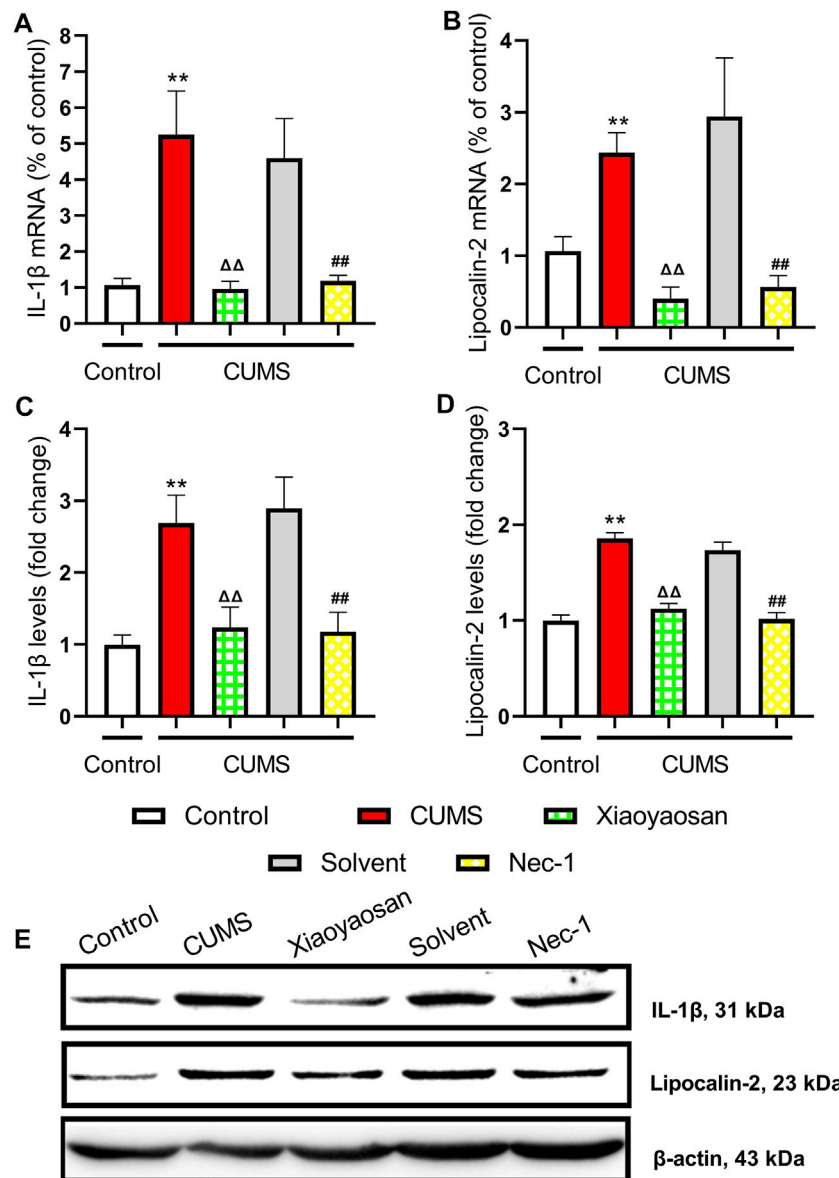 A
IL-1β mRNA (% of control)
8
7
6
5
4
3
2
1
0
**
ΔΔ
##
Control
CUMS
B
Lipocalin-2 mRNA (% of control)
4
3
2
1
0
**
ΔΔ
##
Control
CUMS
C
IL-1β levels (fold change)
4
3
2
1
0
**
ΔΔ
##
Control
CUMS
D
Lipocalin-2 levels (fold change)
3
2
1
0
**
ΔΔ
##
Control
CUMS
Control CUMS Xiaoyaosan
Solvent Nec-1
E
Control CUMS Xiaoyaosan Solvent Nec-1
IL-1β, 31 kDa
Lipocalin-2, 23 kDa
β-actin, 43 kDa